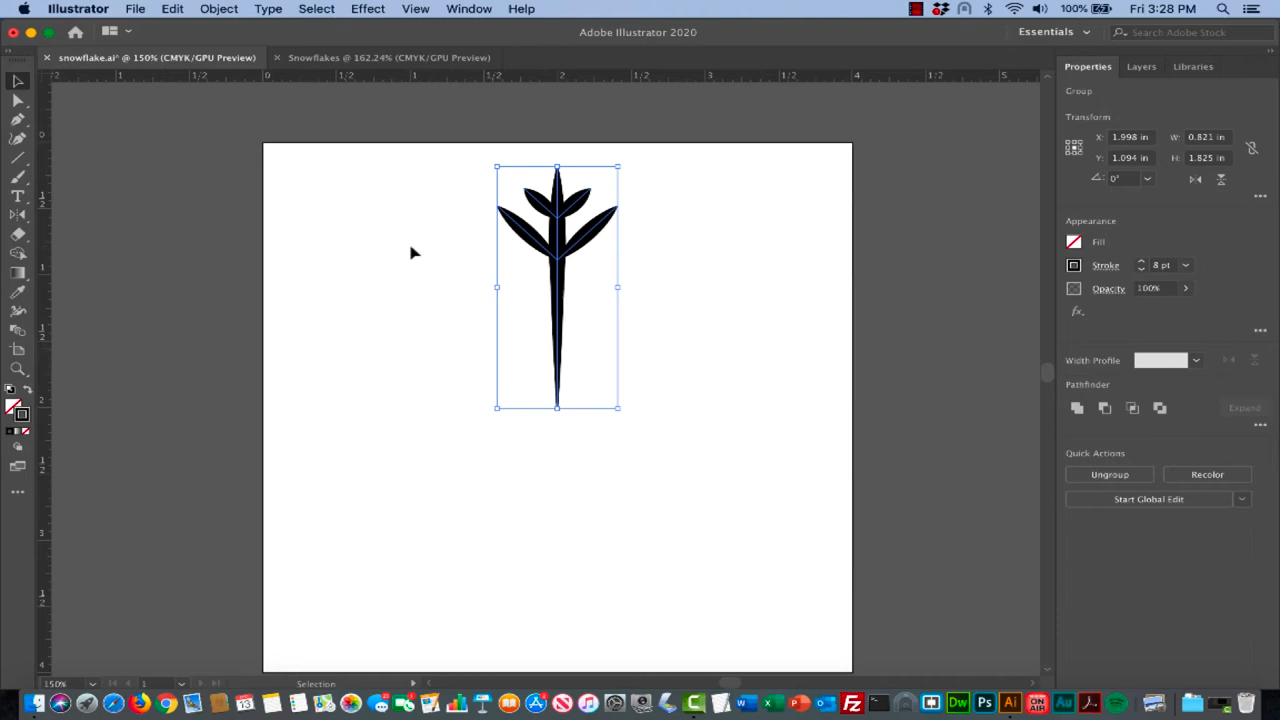 Illustrator File Edit Object Type Select Effect View Window Help 100% Fri 3:28 PM
Adobe Illustrator 2020
Essentials
Search Adobe Stock
snowflake.ai* @ 150% (CMYK/GPU Preview)
Snowflakes @ 162.24% (CMYK/GPU Preview)
Properties Layers Libraries
Group
Transform
X: 1.998 in W: 0.821 in
Y: 1.094 in H: 1.825 in
0°
Appearance
Fill
Stroke 8 pt
Opacity 100%
fx.
Width Profile
Pathfinder
Expand
Quick Actions
Ungroup Recolor
Start Global Edit
150% 1 Selection